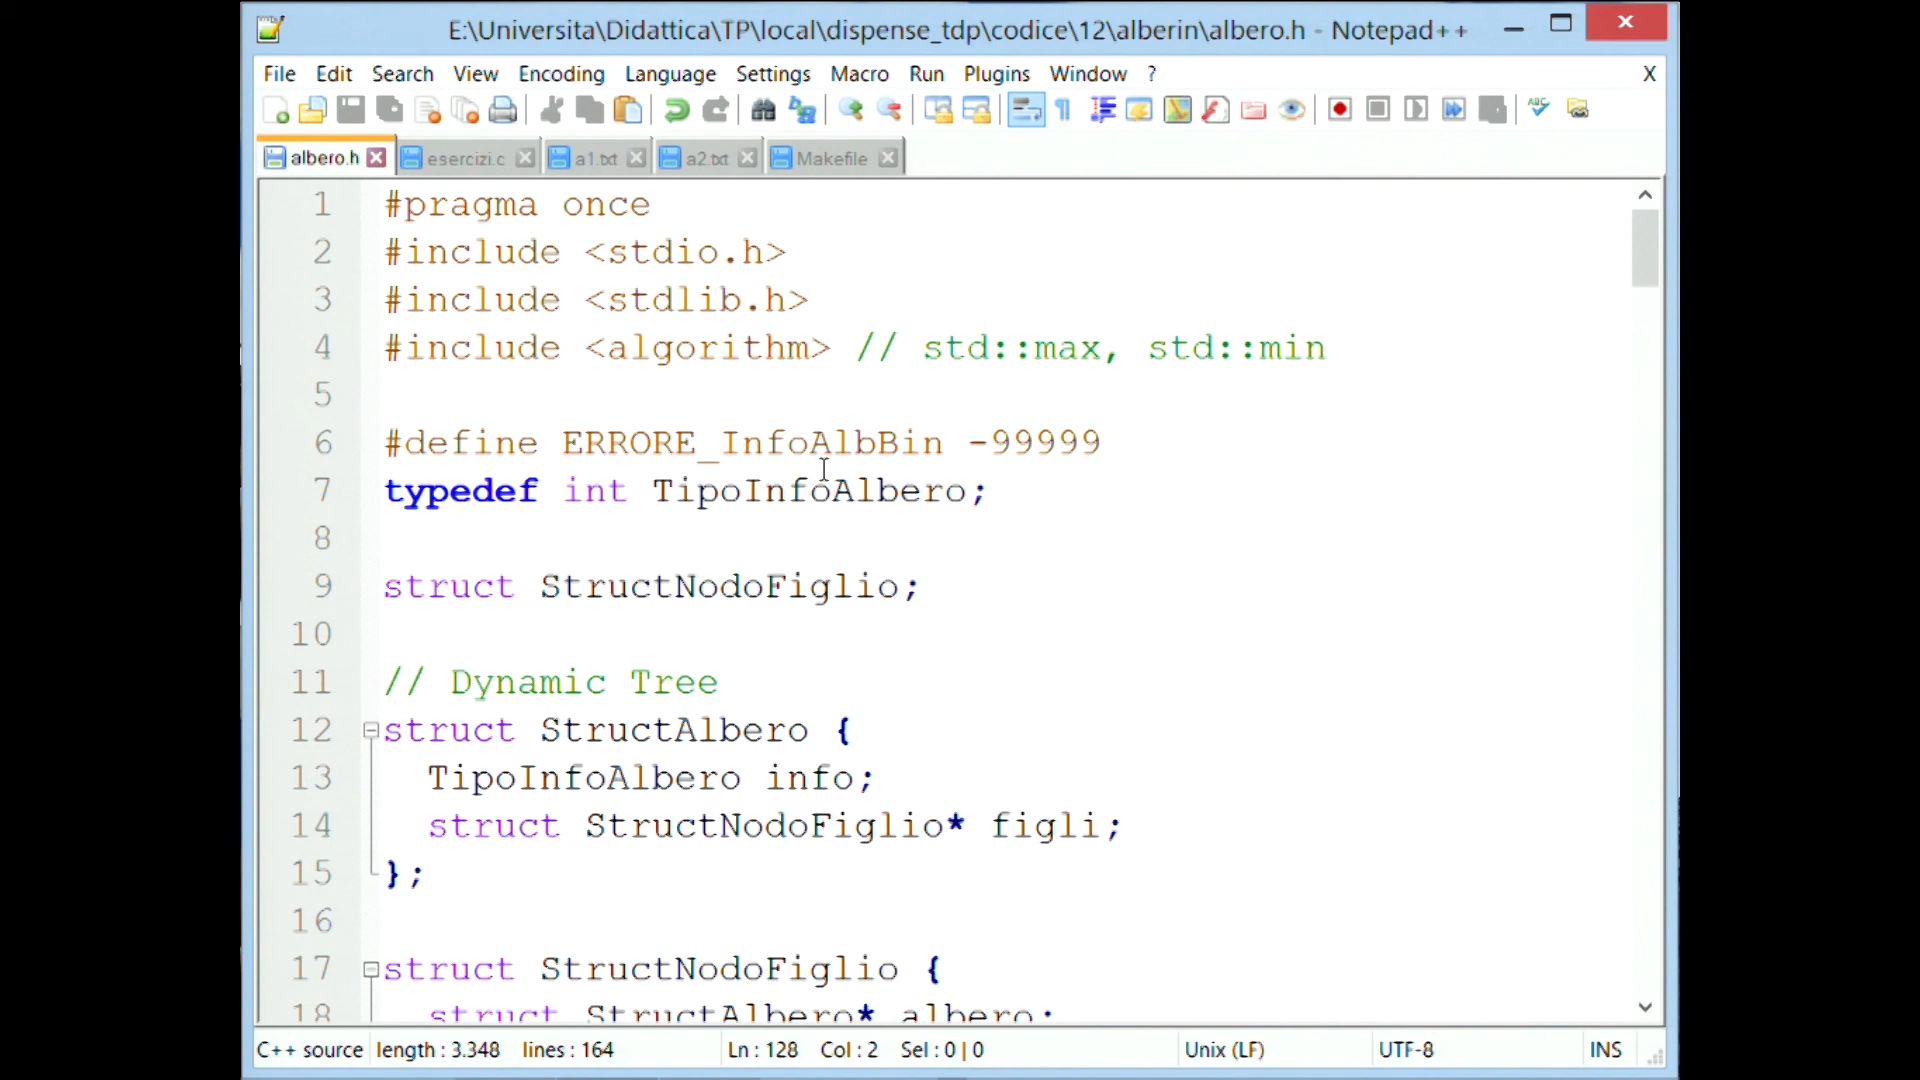 E:\Universita\Didattica\TP\local\dispense_tdp\codice\12\alberin\albero.h - Notepad++
File Edit Search View Encoding Language Settings Macro Run Plugins Window ? X
albero.h esercizi.c a1.txt a2.txt Makefile
1 #pragma once
2 #include <stdio.h>
3 #include <stdlib.h>
4 #include <algorithm> // std::max, std::min
5
6 #define ERRORE_InfoAlbBin -99999
7 typedef int TipoInfoAlbero;
8
9 struct StructNodoFiglio;
10
11 // Dynamic Tree
12 struct StructAlbero {
13 TipoInfoAlbero info;
14 struct StructNodoFiglio* figli;
15 };
16
17 struct StructNodoFiglio {
18 struct StructAlbero* albero;
C++ source length : 3.348 lines : 164 Ln : 128 Col : 2 Sel : 0 | 0 Unix (LF) UTF-8 INS